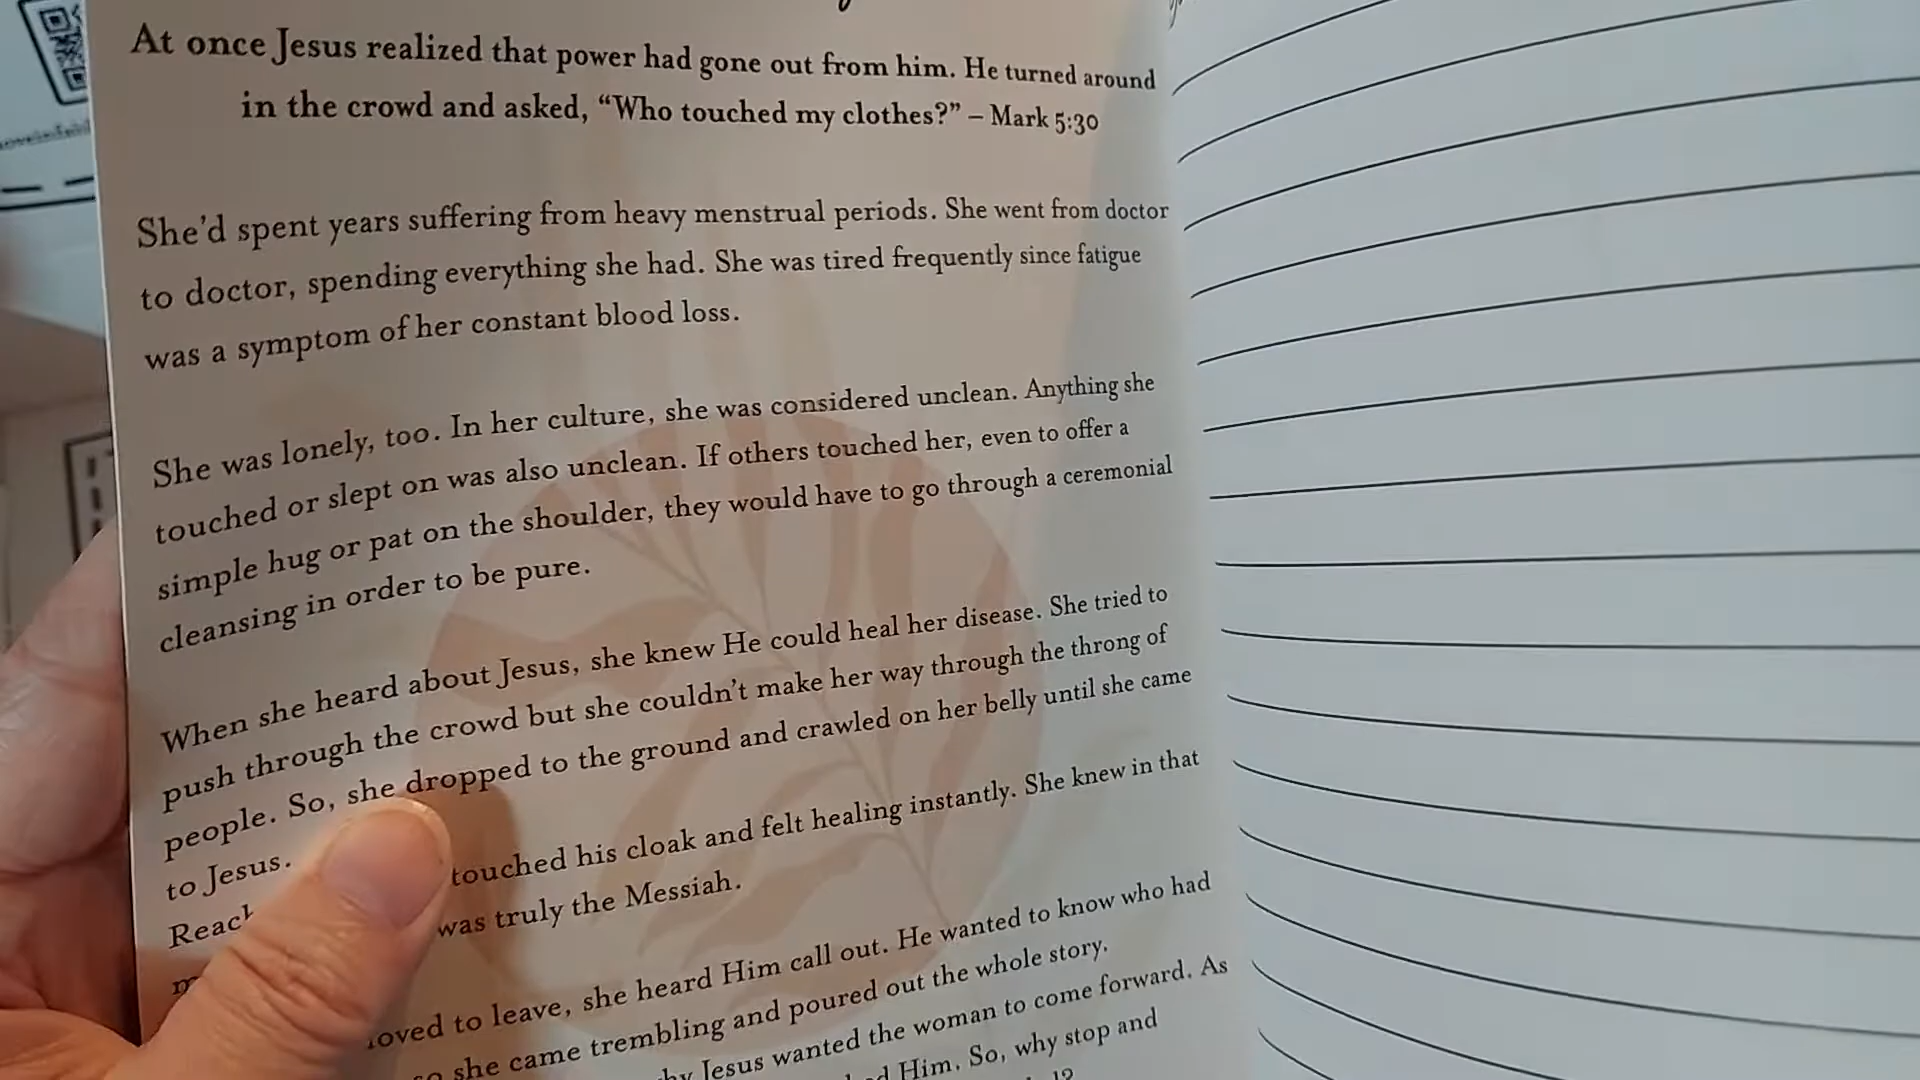 At once Jesus realized that power had gone out from him. He turned around
in the crowd and asked, “Who touched my clothes?” – Mark 5:30
She’d spent years suffering from heavy menstrual periods. She went from doctor
to doctor, spending everything she had. She was tired frequently since fatigue
was a symptom of her constant blood loss.
She was lonely, too. In her culture, she was considered unclean. Anything she
touched or slept on was also unclean. If others touched her, even to offer a
simple hug or pat on the shoulder, they would have to go through a ceremonial
cleansing in order to be pure.
When she heard about Jesus, she knew He could heal her disease. She tried to
push through the crowd but she couldn’t make her way through the throng of
people. So, she dropped to the ground and crawled on her belly until she came
to Jesus.
touched his cloak and felt healing instantly. She knew in that
was truly the Messiah.
to leave, she heard Him call out. He wanted to know who had
she came trembling and poured out the whole story.
Jesus wanted the woman to come forward. As
Him. So, why stop and